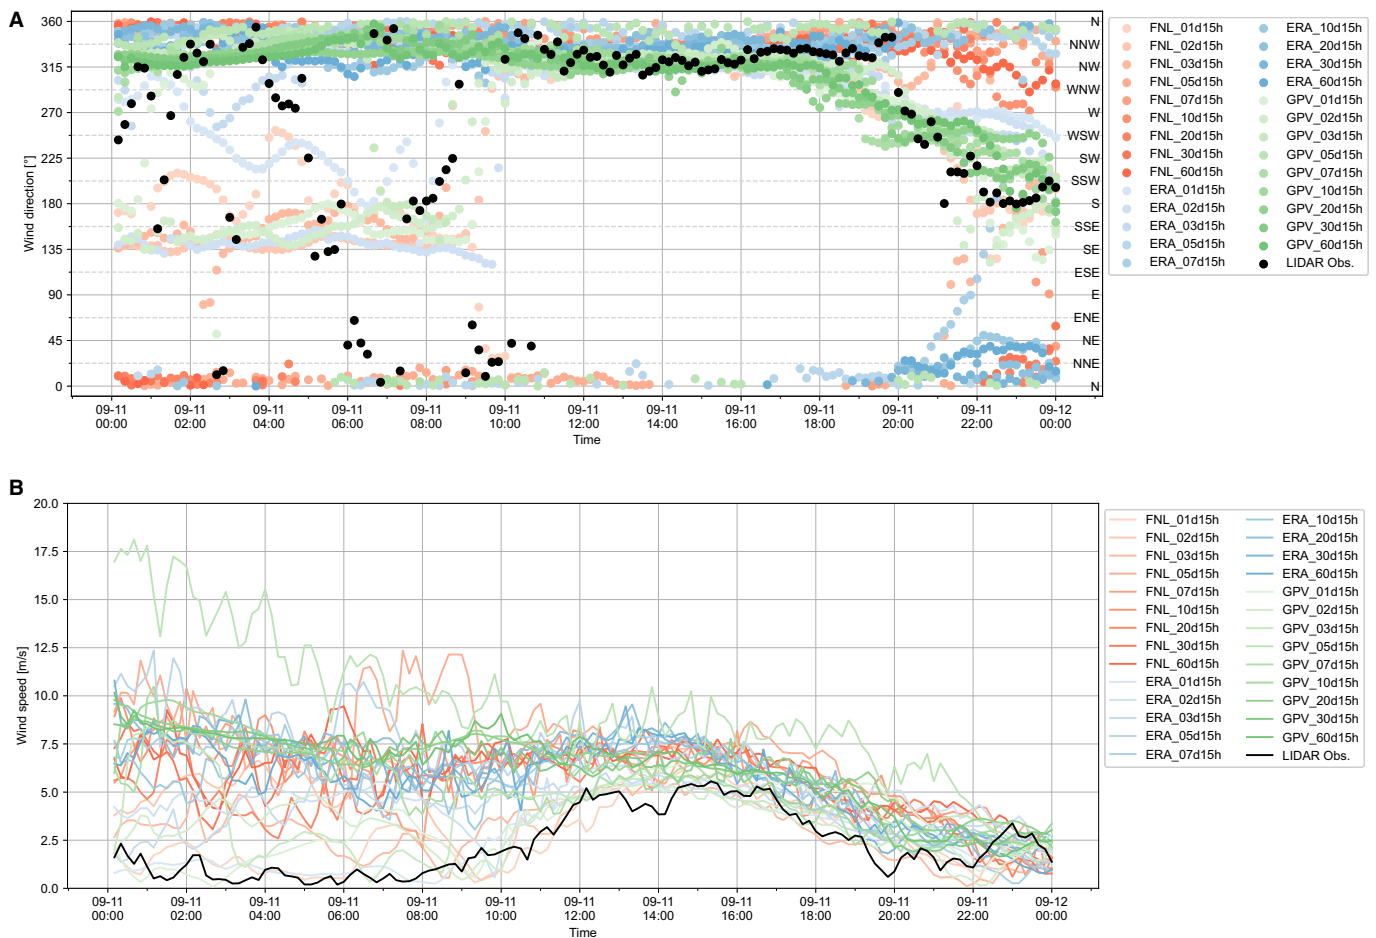 A
Wind direction [°]
360
315
270
225
180
135
90
45
0
N
NNW
NW
WNW
W
WSW
SW
SSW
S
SSE
SE
ESE
E
ENE
NE
NNE
N
09-11 09-11 09-11 09-11 09-11 09-11 09-11 09-11 09-11 09-11 09-11 09-11 09-12
00:00 02:00 04:00 06:00 08:00 10:00 12:00 14:00 16:00 18:00 20:00 22:00 00:00
Time
FNL_01d15h
FNL_02d15h
FNL_03d15h
FNL_05d15h
FNL_07d15h
FNL_10d15h
FNL_20d15h
FNL_30d15h
FNL_60d15h
ERA_01d15h
ERA_02d15h
ERA_03d15h
ERA_05d15h
ERA_07d15h
ERA_10d15h
ERA_20d15h
ERA_30d15h
ERA_60d15h
GPV_01d15h
GPV_02d15h
GPV_03d15h
GPV_05d15h
GPV_07d15h
GPV_10d15h
GPV_20d15h
GPV_30d15h
GPV_60d15h
LIDAR Obs.
B
Wind speed [m/s]
20.0
17.5
15.0
12.5
10.0
7.5
5.0
2.5
0.0
09-11 09-11 09-11 09-11 09-11 09-11 09-11 09-11 09-11 09-11 09-11 09-11 09-12
00:00 02:00 04:00 06:00 08:00 10:00 12:00 14:00 16:00 18:00 20:00 22:00 00:00
Time
FNL_01d15h
FNL_02d15h
FNL_03d15h
FNL_05d15h
FNL_07d15h
FNL_10d15h
FNL_20d15h
FNL_30d15h
FNL_60d15h
ERA_01d15h
ERA_02d15h
ERA_03d15h
ERA_05d15h
ERA_07d15h
ERA_10d15h
ERA_20d15h
ERA_30d15h
ERA_60d15h
GPV_01d15h
GPV_02d15h
GPV_03d15h
GPV_05d15h
GPV_07d15h
GPV_10d15h
GPV_20d15h
GPV_30d15h
GPV_60d15h
LIDAR Obs.